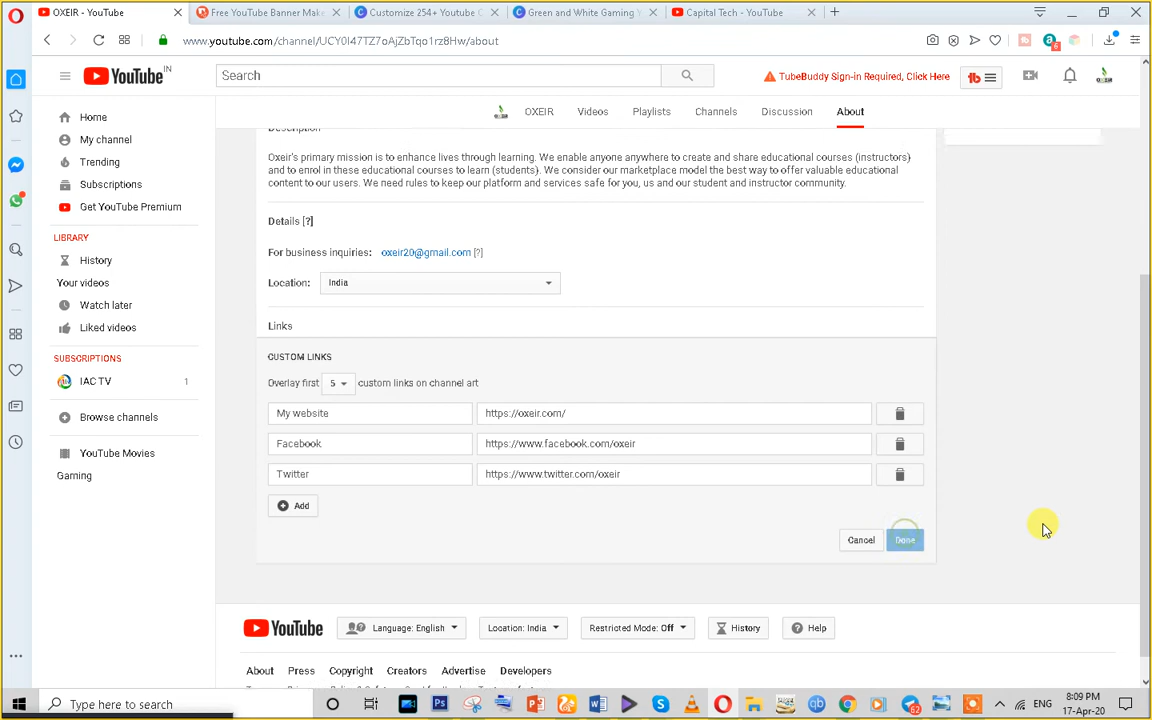 OXEIR - YouTube
Free YouTube Banner Make
Customize 254+ Youtube C
Green and White Gaming Y
Capital Tech - YouTube
www.youtube.com/channel/UCY0I47TZ7oAjZbTqo1rz8Hw/about
6
YouTube IN
Search
TubeBuddy Sign-in Required, Click Here
tb
Home
My channel
Trending
Subscriptions
Get YouTube Premium
LIBRARY
History
Your videos
Watch later
Liked videos
SUBSCRIPTIONS
IAC TV 1
Browse channels
YouTube Movies
Gaming
OXEIR Videos Playlists Channels Discussion About
Description
Oxeir's primary mission is to enhance lives through learning. We enable anyone anywhere to create and share educational courses (instructors)
and to enrol in these educational courses to learn (students). We consider our marketplace model the best way to offer valuable educational
content to our users. We need rules to keep our platform and services safe for you, us and our student and instructor community.
Details [?]
For business inquiries: oxeir20@gmail.com [?]
Location: India
Links
CUSTOM LINKS
Overlay first 5 custom links on channel art
My website https://oxeir.com/
Facebook https://www.facebook.com/oxeir
Twitter https://www.twitter.com/oxeir
Add
Cancel Done
YouTube Language: English Location: India Restricted Mode: Off History Help
About Press Copyright Creators Advertise Developers
Type here to search
62
ENG
8:09 PM
17-Apr-20